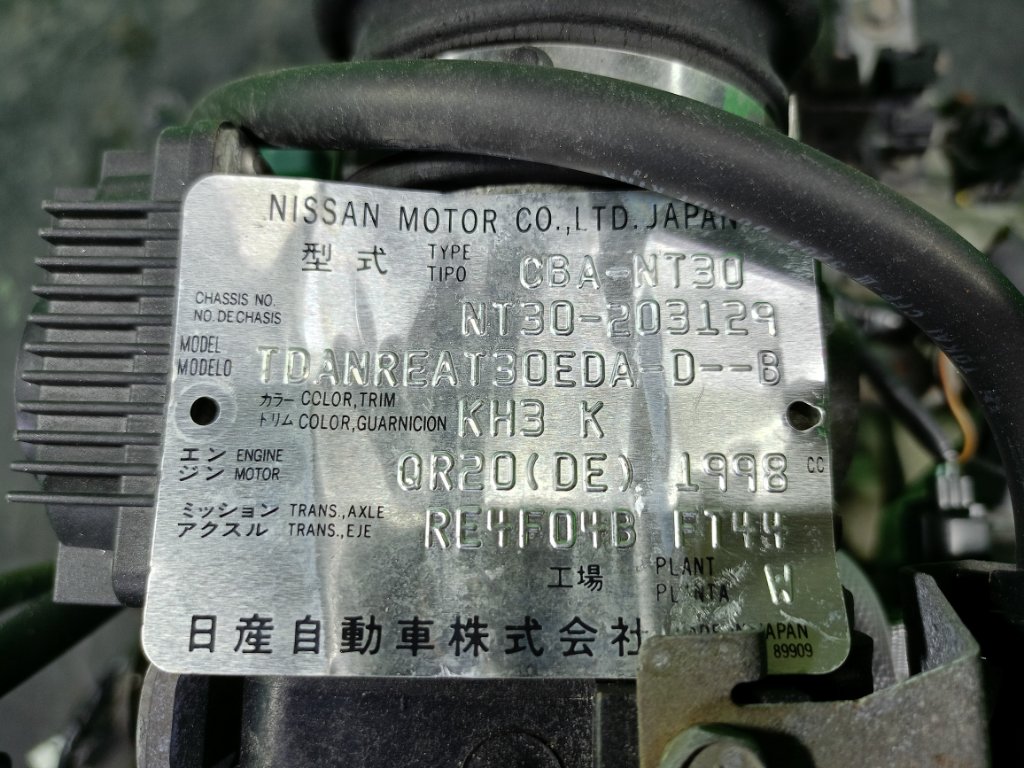 NISSAN MOTOR CO.,LTD. JAPAN
型式 TYPE TIPO CBA-NT30
CHASSIS NO. NO. DE CHASIS NT30-203129
MODEL MODELO TDANREAT30EDA-D--B
カラー COLOR, TRIM トリム COLOR, GUARNICION KH3 K
エンジン ENGINE MOTOR QR20(DE) 1998 CC
ミッション TRANS., AXLE アクスル TRANS., EJE RE4F04B FT44
工場 PLANT PLANTA W
日産自動車株式会社
JAPAN
89909